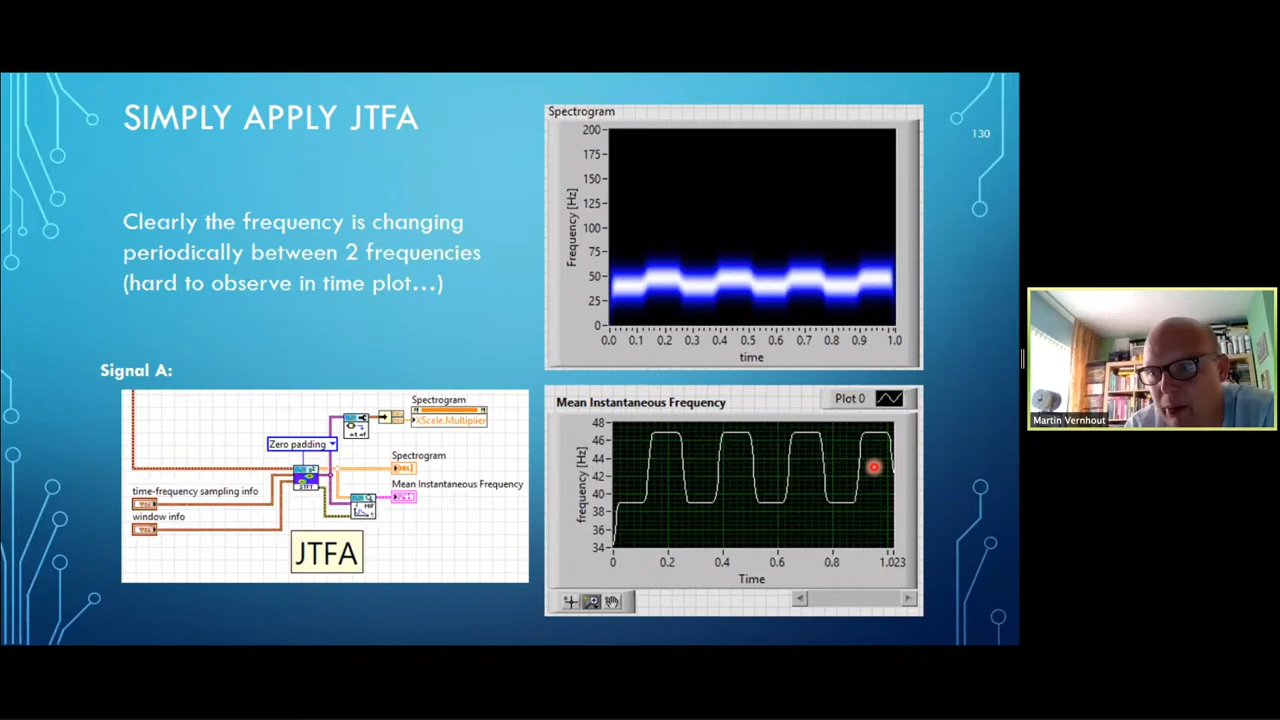 SIMPLY APPLY JTFA
130
Clearly the frequency is changing
periodically between 2 frequencies
(hard to observe in time plot...)
Signal A:
Spectrogram
XScale.Multiplier
Zero padding
Spectrogram
time-frequency sampling info
Mean Instantaneous Frequency
window info
STFT
MIF
JTFA
Spectrogram
Frequency [Hz]
200
175
150
125
100
75
50
25
0
0.0 0.1 0.2 0.3 0.4 0.5 0.6 0.7 0.8 0.9 1.0
time
Mean Instantaneous Frequency
Plot 0
frequency [Hz]
48
46
44
42
40
38
36
34
0 0.2 0.4 0.6 0.8 1.023
Time
Martin Vernhout